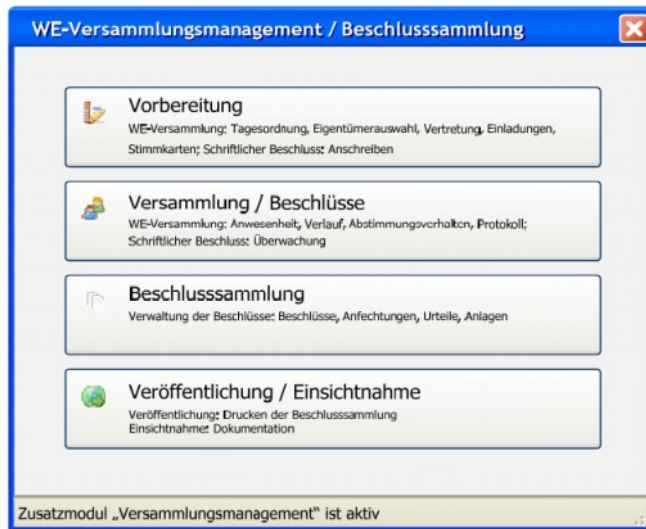 WE-Versammlungsmanagement / Beschlusssammlung
Vorbereitung
WE-Versammlung: Tagesordnung, Eigentümerauswahl, Vertretung, Einladungen,
Stimmkarten; Schriftlicher Beschluss: Anschreiben
Versammlung / Beschlüsse
WE-Versammlung: Anwesenheit, Verlauf, Abstimmungsverhalten, Protokoll;
Schriftlicher Beschluss: Überwachung
Beschlusssammlung
Verwaltung der Beschlüsse: Beschlüsse, Anfechtungen, Urteile, Anlagen
Veröffentlichung / Einsichtnahme
Veröffentlichung: Drucken der Beschlusssammlung
Einsichtnahme: Dokumentation
Zusatzmodul „Versammlungsmanagement“ ist aktiv